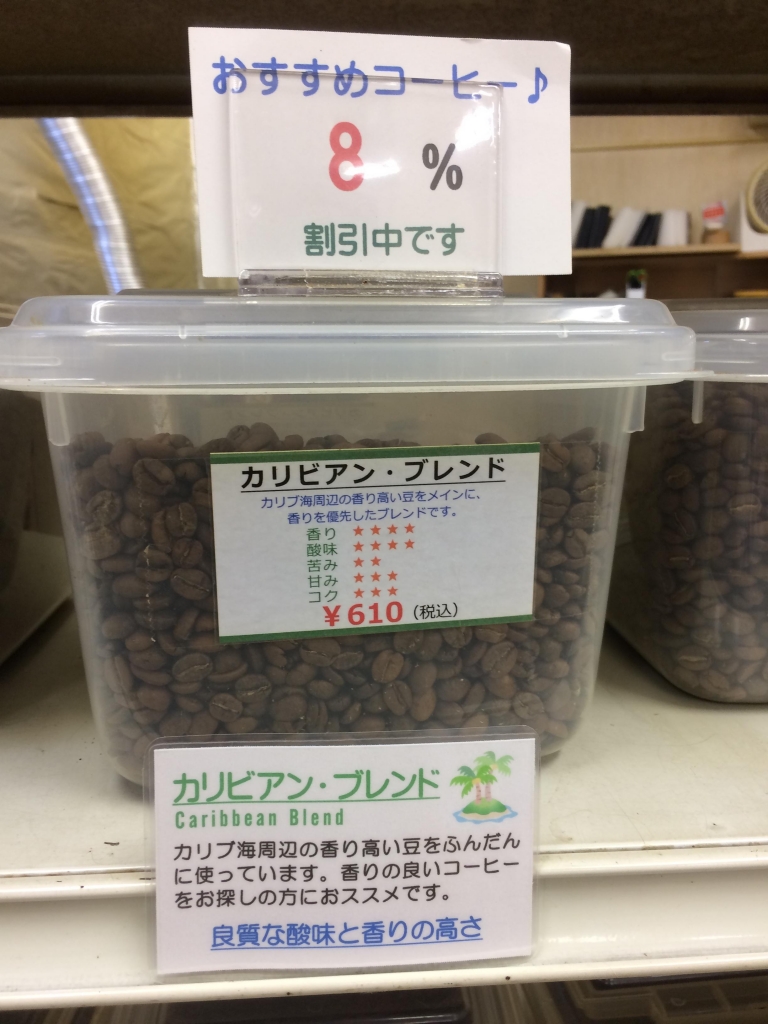 おすすめコーヒー♪
8 %
割引中です
カリビアン・ブレンド
カリブ海周辺の香り高い豆をメインに、
香りを優先したブレンドです。
香り ★★★★
酸味 ★★★★
苦み ★★
甘み ★★★
コク ★★★
￥610（税込）
カリビアン・ブレンド
Caribbean Blend
カリブ海周辺の香り高い豆をふんだん
に使っています。香りの良いコーヒー
をお探しの方におススメです。
良質な酸味と香りの高さ